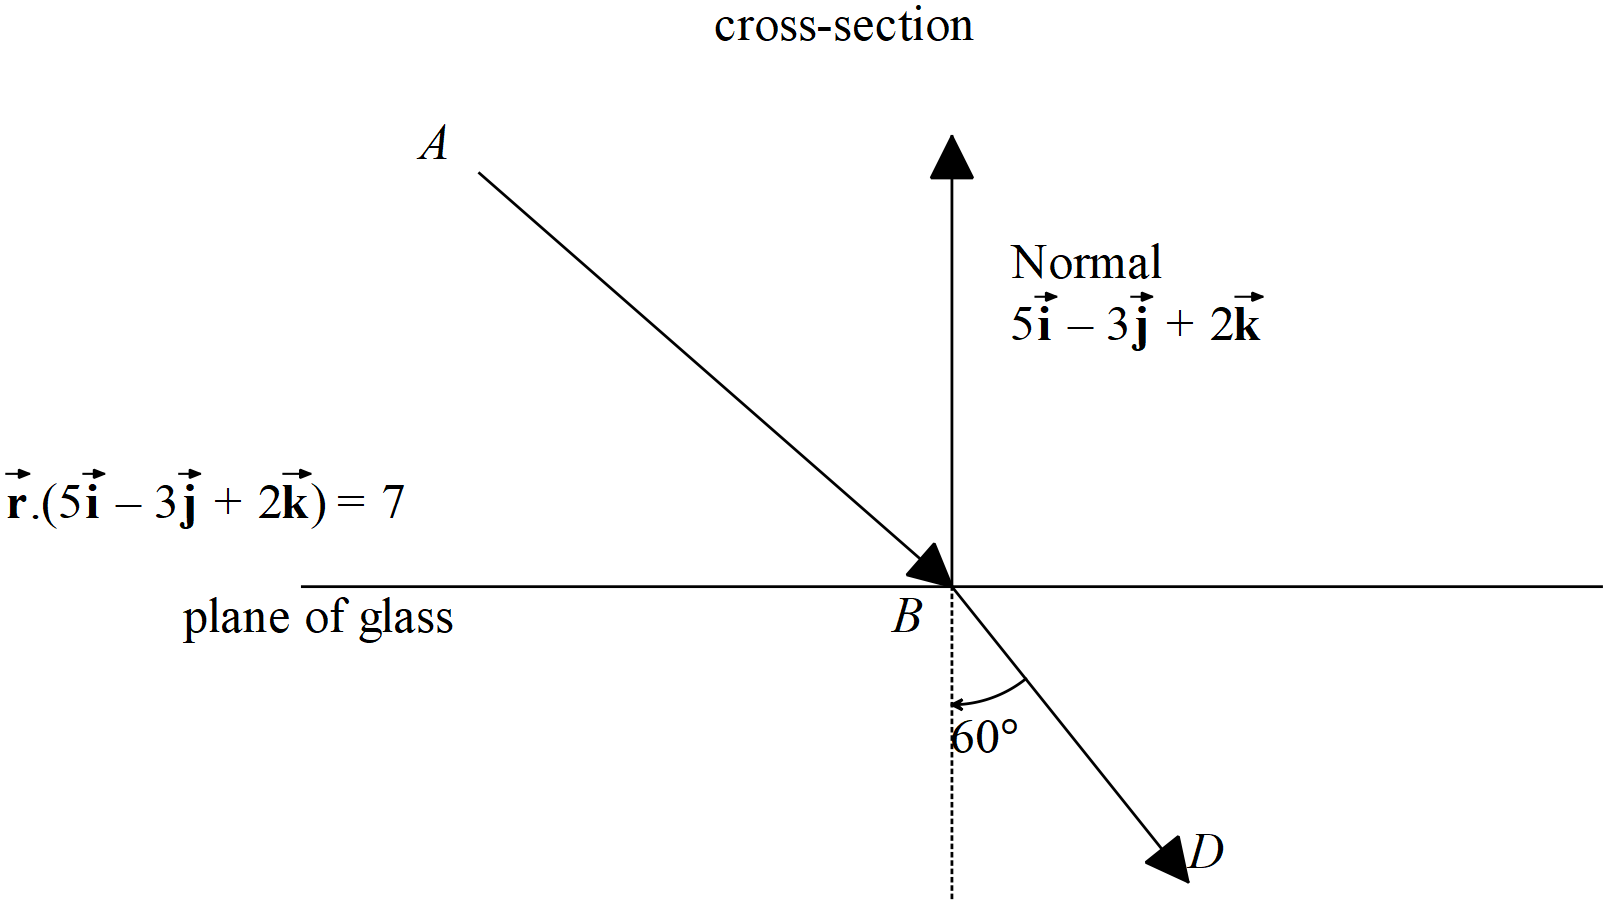 cross-section
A
Normal
5i⃗ – 3j⃗ + 2k⃗
r⃗.(5i⃗ – 3j⃗ + 2k⃗) = 7
plane of glass
B
60°
D